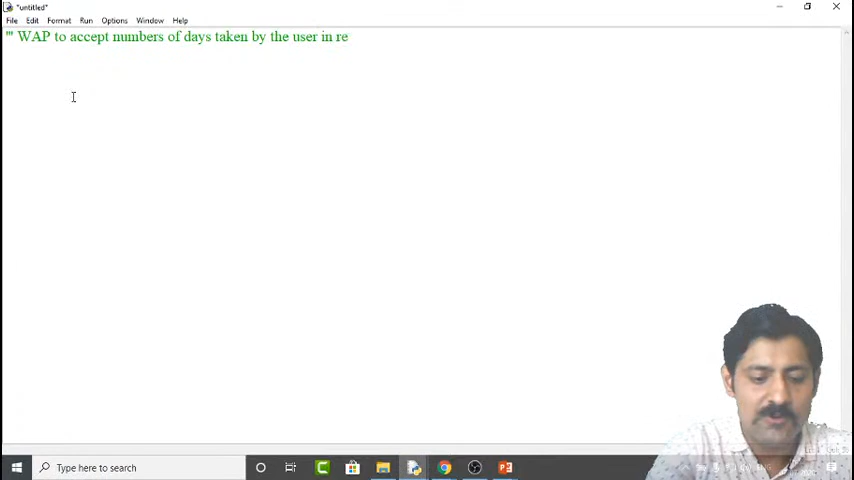 *untitled*
File Edit Format Run Options Window Help
''' WAP to accept numbers of days taken by the user in re
Type here to search